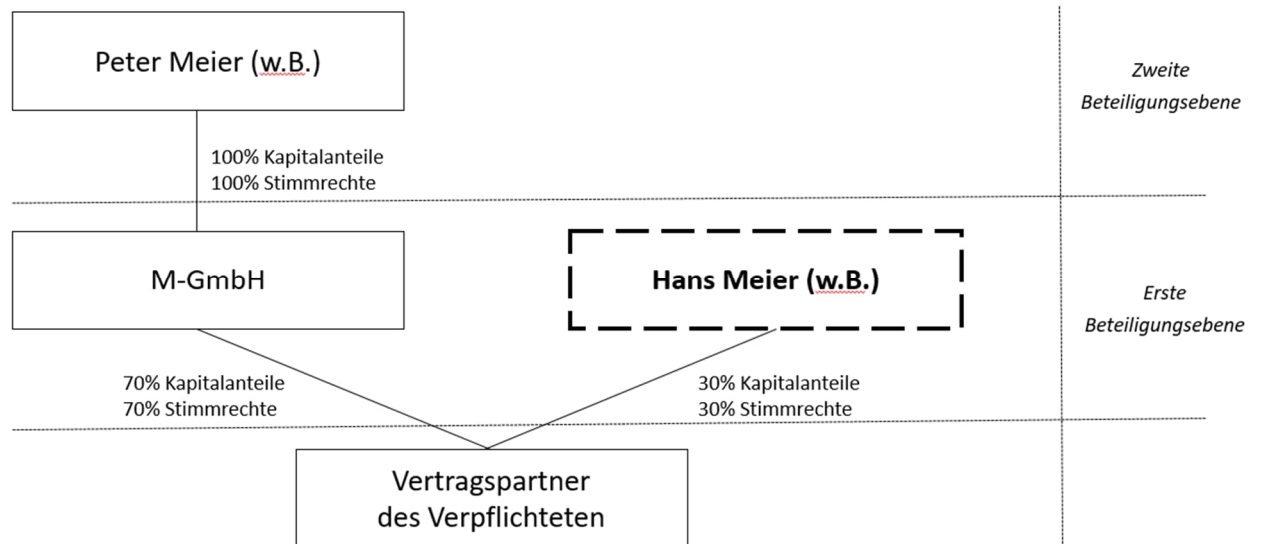 Peter Meier (w.B.)
Zweite
Beteiligungsebene
100% Kapitalanteile
100% Stimmrechte
M-GmbH
Hans Meier (w.B.)
Erste
Beteiligungsebene
70% Kapitalanteile
70% Stimmrechte
30% Kapitalanteile
30% Stimmrechte
Vertragspartner
des Verpflichteten